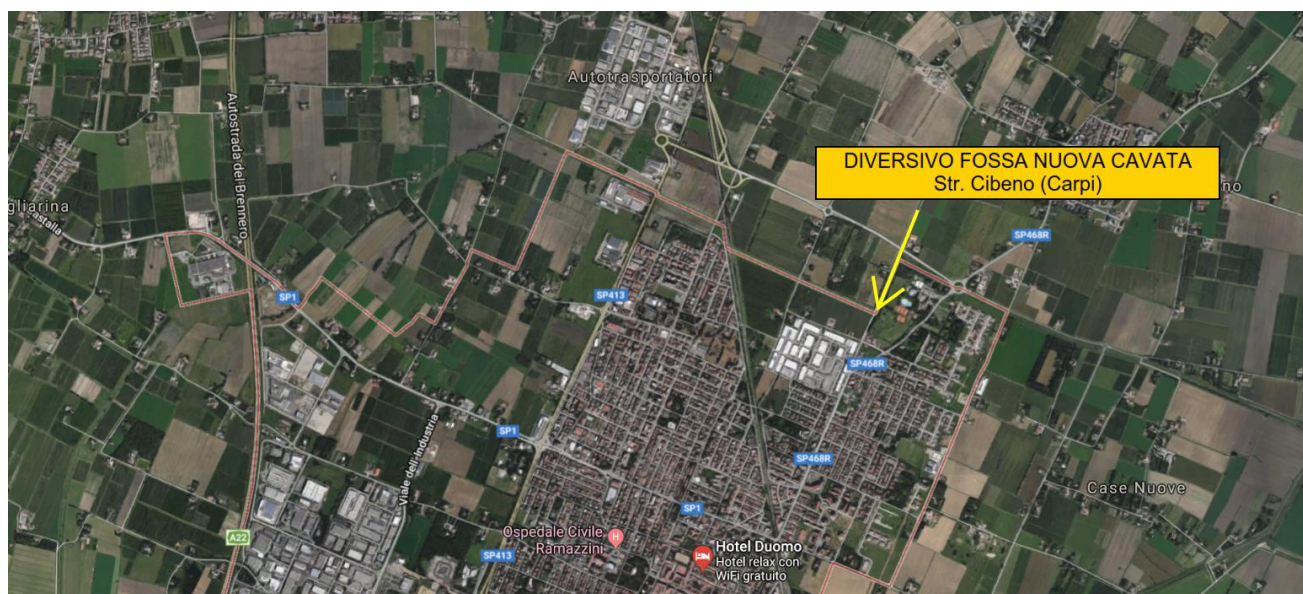 Autotrasportatori
Autostrada del Brennero
DIVERSIVO FOSSA NUOVA CAVATA
Str. Cibeno (Carpi)
no
gliarina
astalla
SP468R
SP1
SP413
SP468R
SP1
Viale dell'Industria
SP468R
Case Nuove
SP1
Ospedale Civile
Ramazzini
H
A22
SP413
Hotel Duomo
Hotel relax con
WiFi gratuito